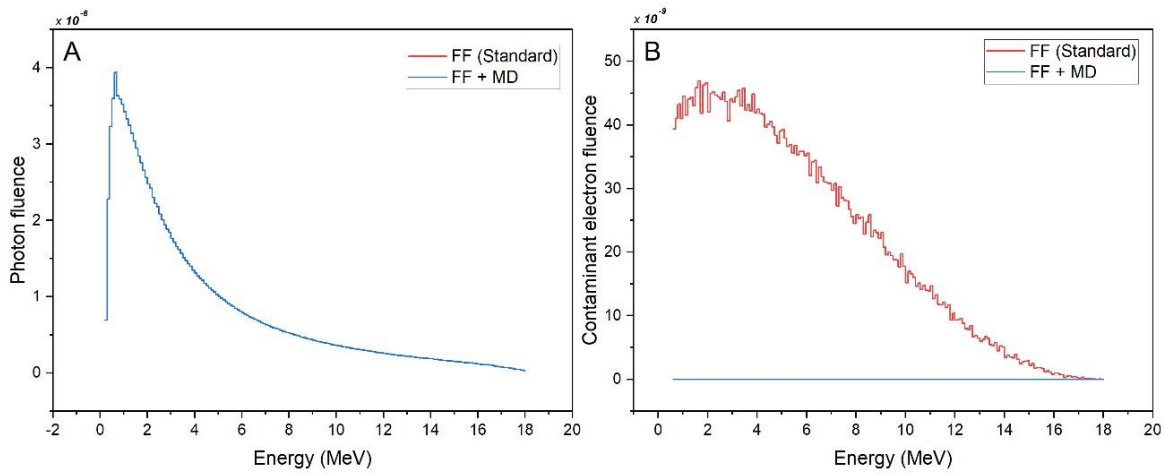 x 10⁻⁶
A
FF (Standard)
FF + MD
4
3
2
1
0
Photon fluence
0 2 4 6 8 10 12 14 16 18 20
Energy (MeV)
x 10⁻⁹
B
FF (Standard)
FF + MD
50
40
30
20
10
0
Contaminant electron fluence
0 2 4 6 8 10 12 14 16 18 20
Energy (MeV)